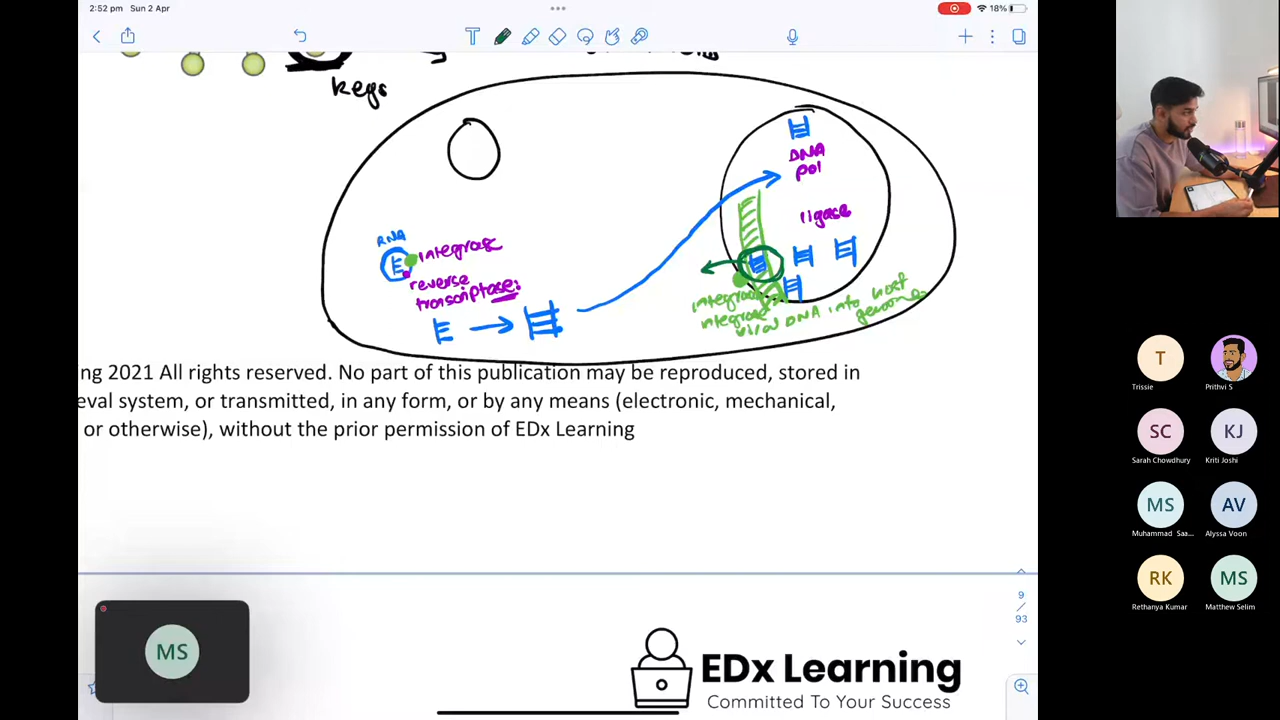 2:52 pm Sun 2 Apr
18%
T
keys
DNA
pol
ligase
RNA
integrase
reverse
transcriptase:
integrase
integrate
viral DNA into host
genome
ng 2021 All rights reserved. No part of this publication may be reproduced, stored in
eval system, or transmitted, in any form, or by any means (electronic, mechanical,
or otherwise), without the prior permission of EDx Learning
9
/
93
MS
EDx Learning
Committed To Your Success
T
Trissie
Prithvi S
SC
Sarah Chowdhury
KJ
Kriti Joshi
MS
Muhammad Saa...
AV
Alyssa Voon
RK
Rethanya Kumar
MS
Matthew Selim